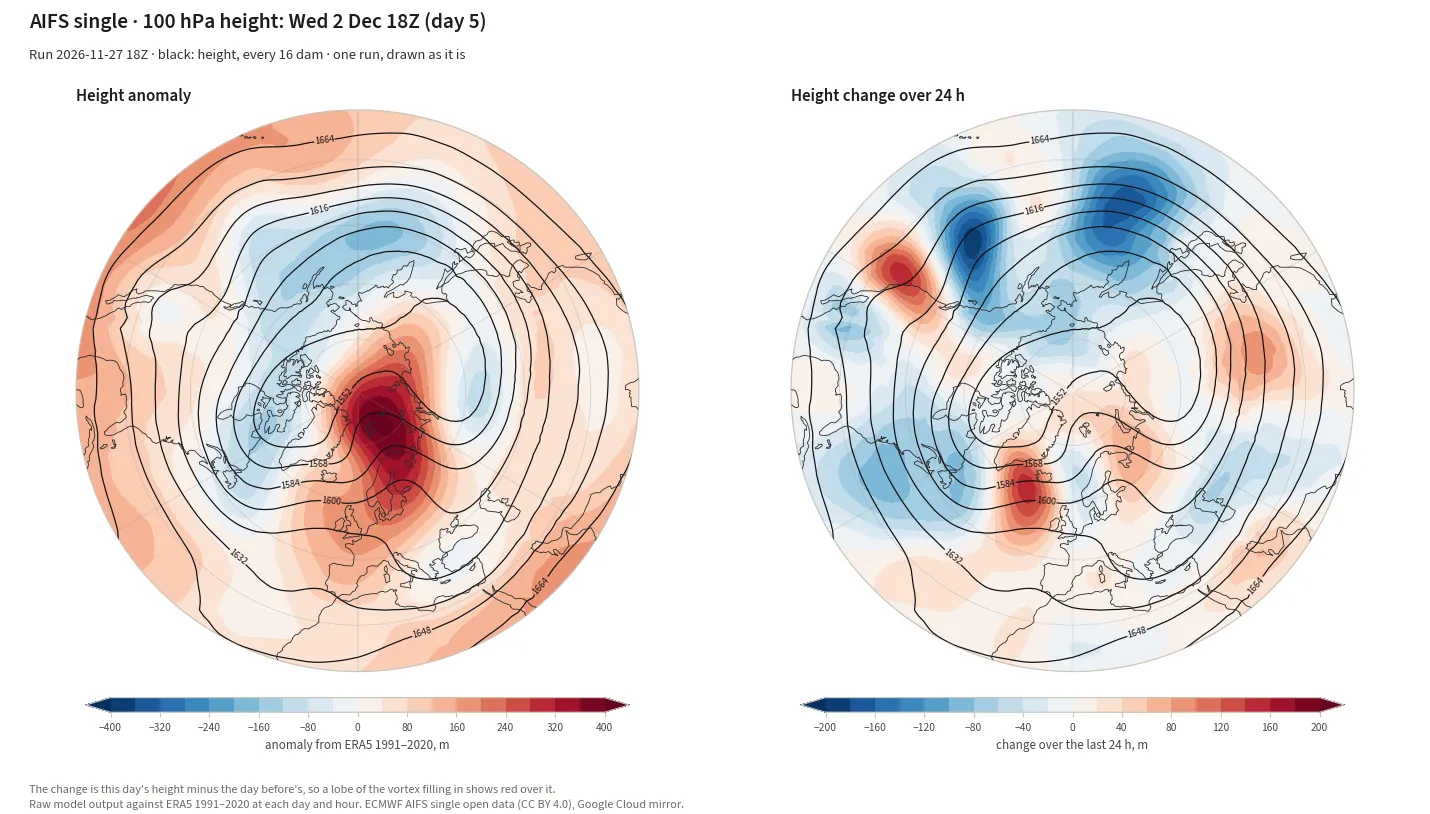 AIFS single · 100 hPa height: Wed 2 Dec 18Z (day 5)
Run 2026-11-27 18Z · black: height, every 16 dam · one run, drawn as it is
Height anomaly
Height change over 24 h
1664
1616
1552
1568
1584
1600
1632
1648
1664
1664
1616
1552
1568
1584
1600
1632
1648
1664
−400 −320 −240 −160 −80 0 80 160 240 320 400
anomaly from ERA5 1991–2020, m
−200 −160 −120 −80 −40 0 40 80 120 160 200
change over the last 24 h, m
The change is this day's height minus the day before's, so a lobe of the vortex filling in shows red over it.
Raw model output against ERA5 1991–2020 at each day and hour. ECMWF AIFS single open data (CC BY 4.0), Google Cloud mirror.